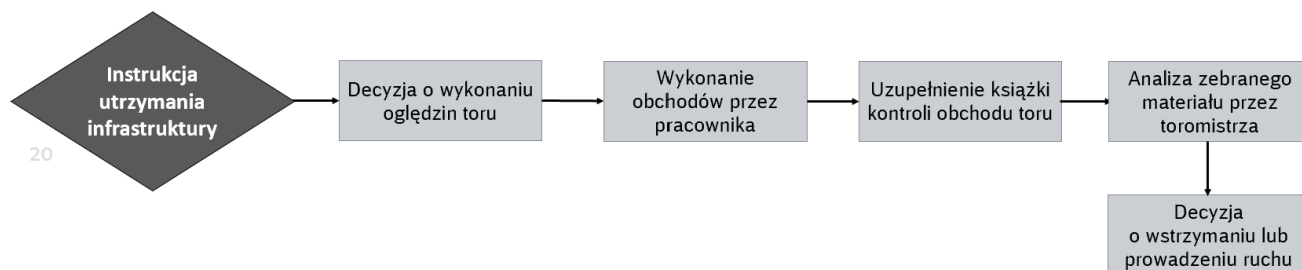 Instrukcja
utrzymania
infrastruktury
20
Decyzja o wykonaniu
oględzin toru
Wykonanie
obchodów przez
pracownika
Uzupełnienie książki
kontroli obchodu toru
Analiza zebranego
materiału przez
toromistrza
Decyzja
o wstrzymaniu lub
prowadzeniu ruchu